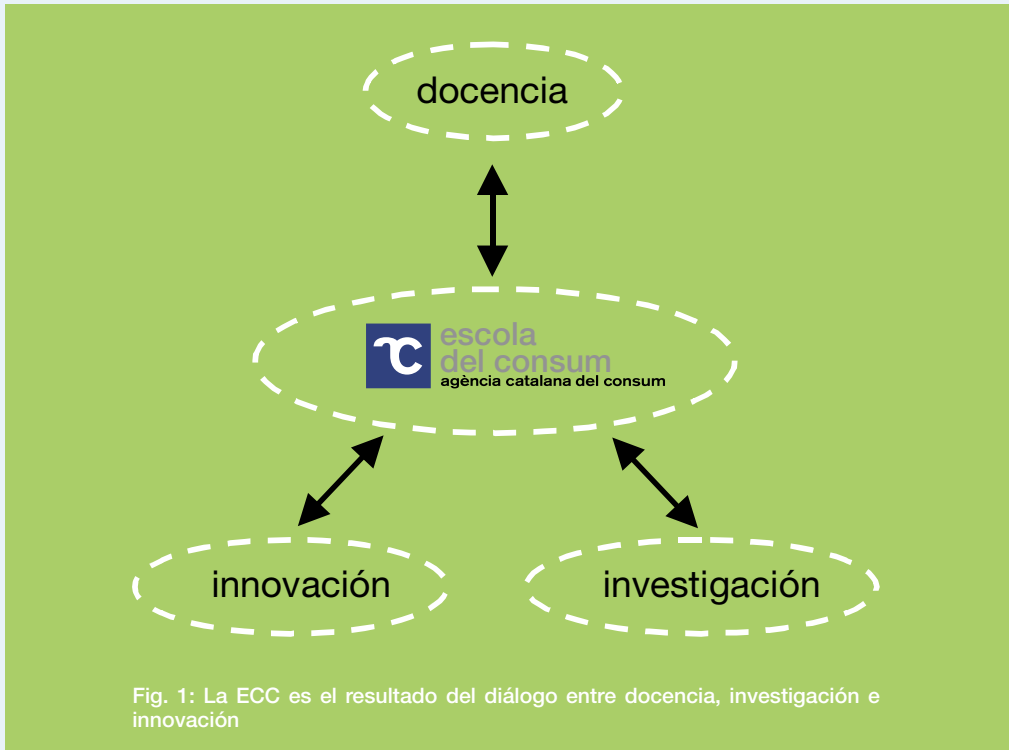 docencia
escola
del consum
agència catalana del consum
innovación
investigación
Fig. 1: La ECC es el resultado del diálogo entre docencia, investigación e
innovación